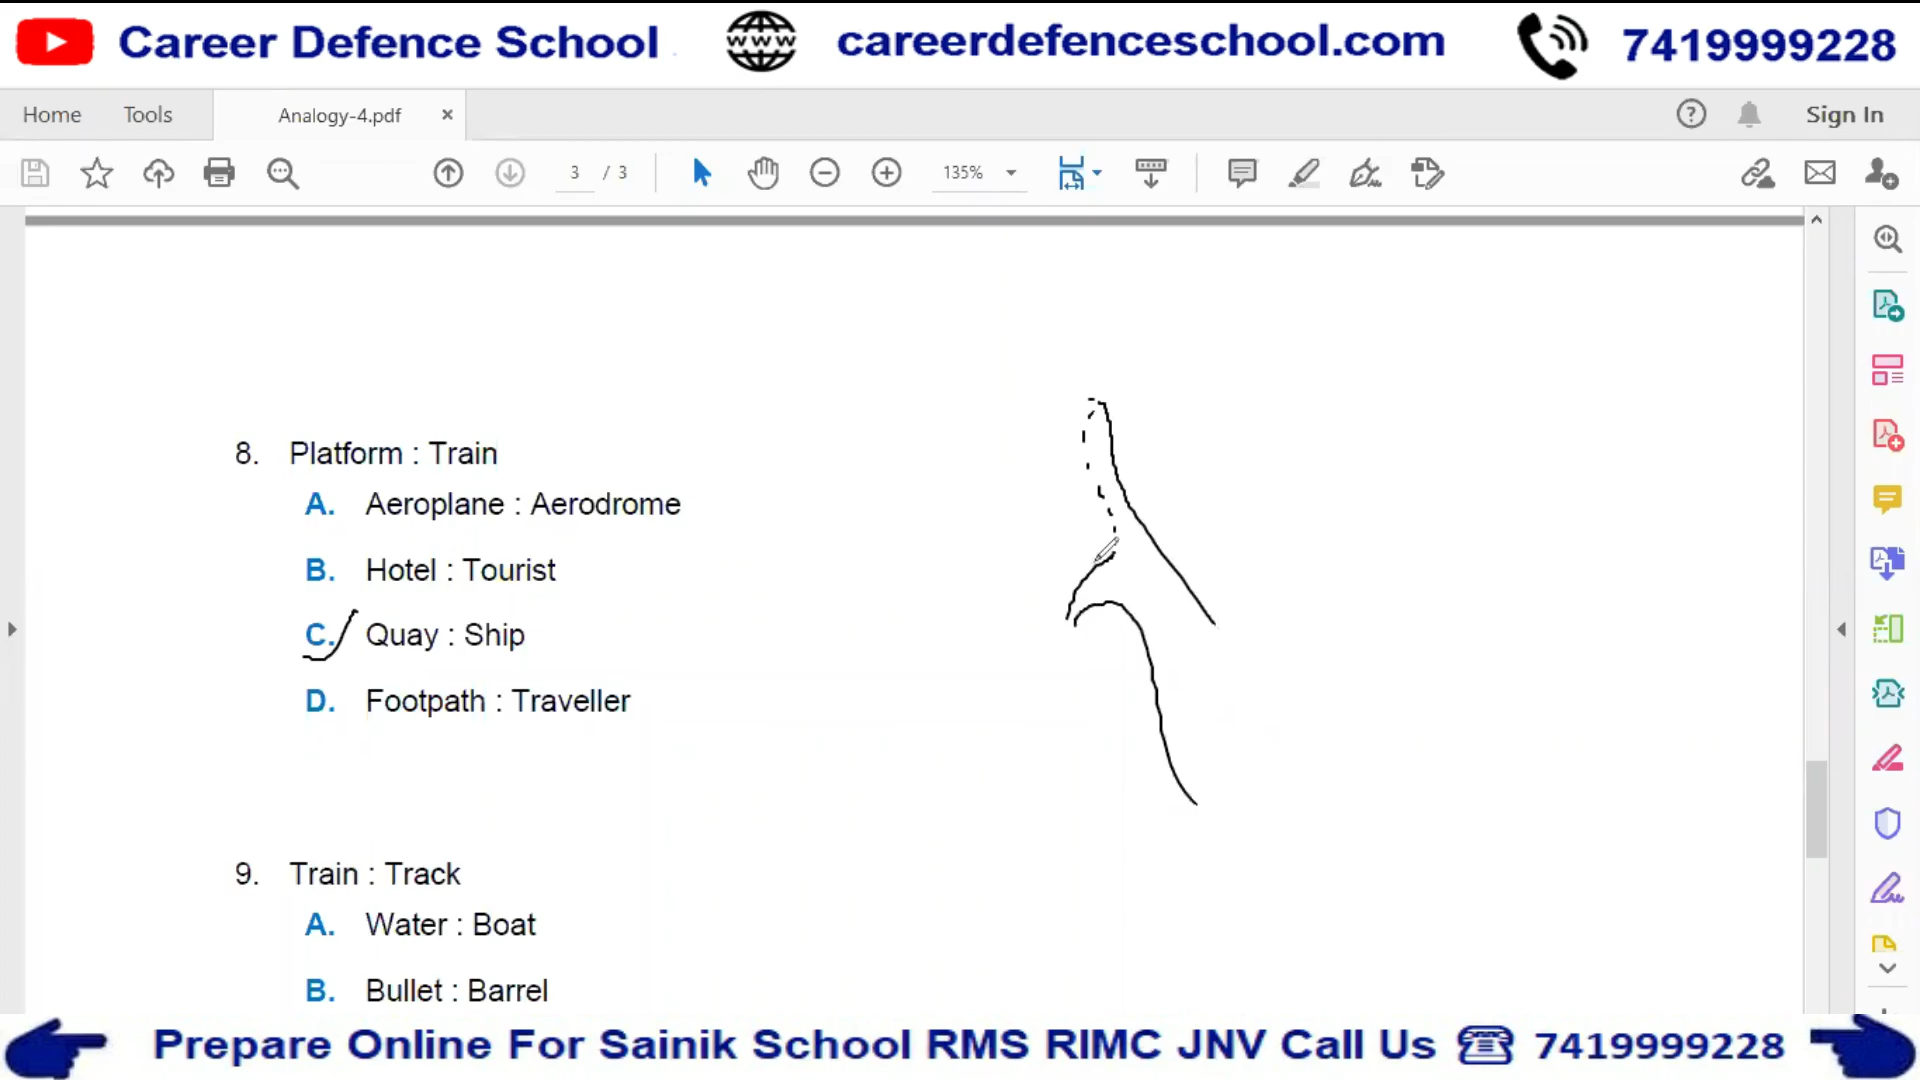 Career Defence School
www
careerdefenceschool.com
7419999228
Home
Tools
Analogy-4.pdf
×
Sign In
3 / 3
135%
8. Platform : Train
A. Aeroplane : Aerodrome
B. Hotel : Tourist
C. Quay : Ship
D. Footpath : Traveller
9. Train : Track
A. Water : Boat
B. Bullet : Barrel
Prepare Online For Sainik School RMS RIMC JNV Call Us 7419999228